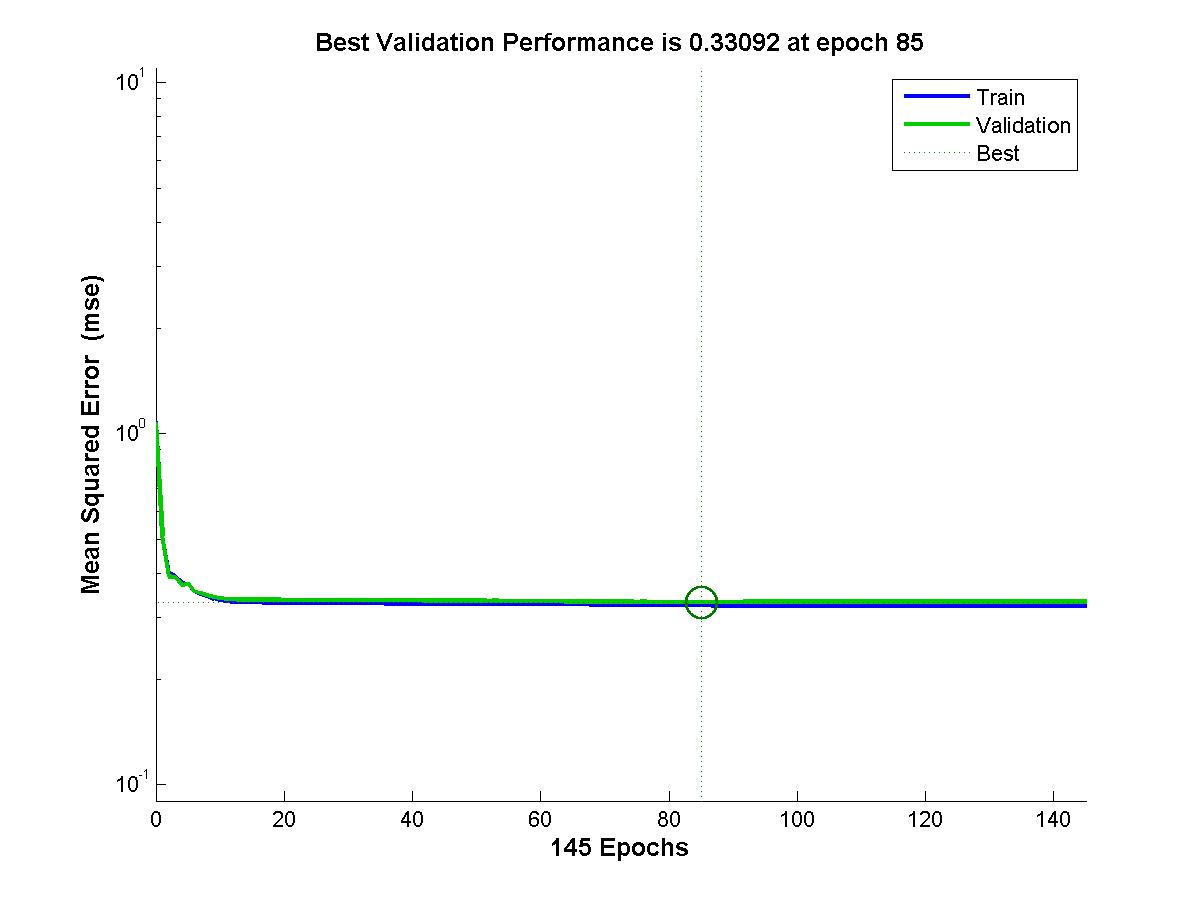 Best Validation Performance is 0.33092 at epoch 85
10^1
Train
Validation
Best
Mean Squared Error (mse)
10^0
10^-1
0 20 40 60 80 100 120 140
145 Epochs